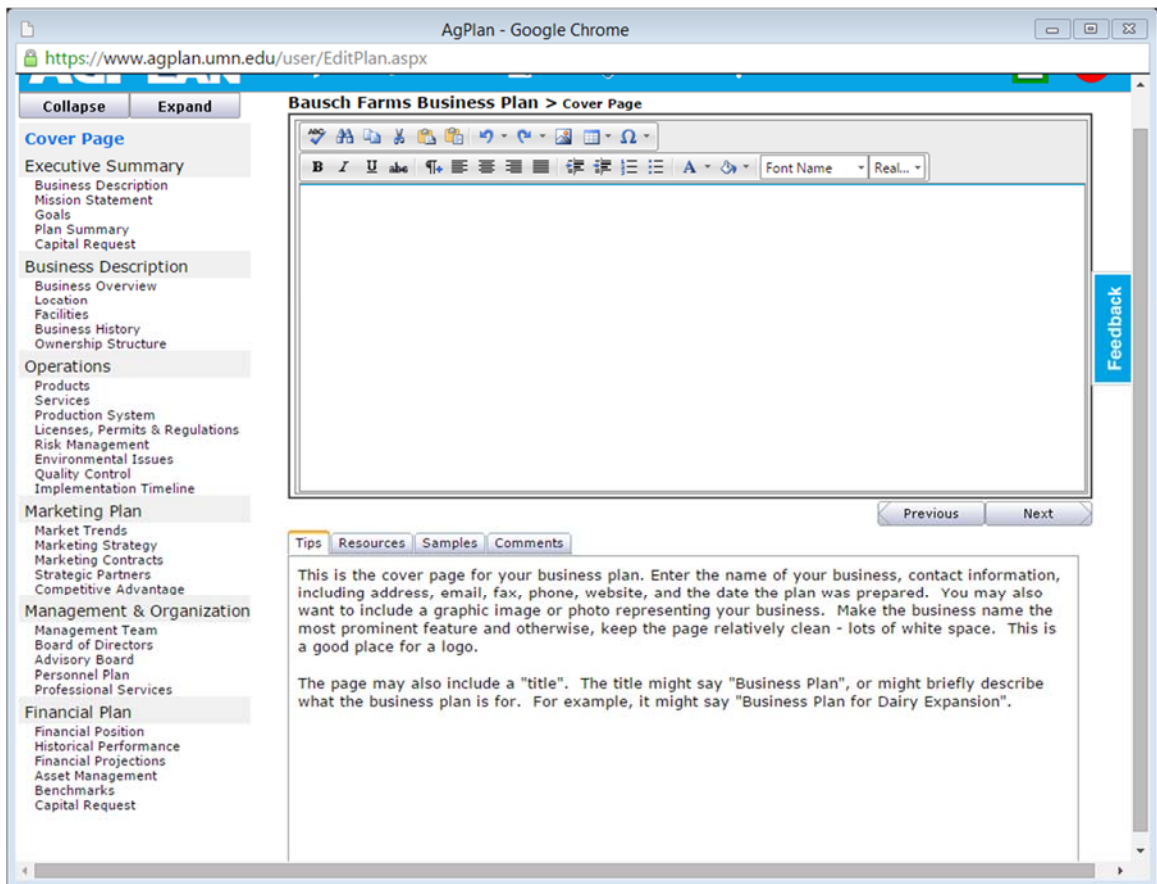 AgPlan - Google Chrome
https://www.agplan.umn.edu/user/EditPlan.aspx
Collapse Expand
Bausch Farms Business Plan > Cover Page
Cover Page
Executive Summary
Business Description
Mission Statement
Goals
Plan Summary
Capital Request
Business Description
Business Overview
Location
Facilities
Business History
Ownership Structure
Operations
Products
Services
Production System
Licenses, Permits & Regulations
Risk Management
Environmental Issues
Quality Control
Implementation Timeline
Marketing Plan
Market Trends
Marketing Strategy
Marketing Contracts
Strategic Partners
Competitive Advantage
Management & Organization
Management Team
Board of Directors
Advisory Board
Personnel Plan
Professional Services
Financial Plan
Financial Position
Historical Performance
Financial Projections
Asset Management
Benchmarks
Capital Request
ABC
Ω
B I U abc A Font Name Real...
Feedback
Previous Next
Tips Resources Samples Comments
This is the cover page for your business plan. Enter the name of your business, contact information,
including address, email, fax, phone, website, and the date the plan was prepared. You may also
want to include a graphic image or photo representing your business. Make the business name the
most prominent feature and otherwise, keep the page relatively clean - lots of white space. This is
a good place for a logo.
The page may also include a "title". The title might say "Business Plan", or might briefly describe
what the business plan is for. For example, it might say "Business Plan for Dairy Expansion".